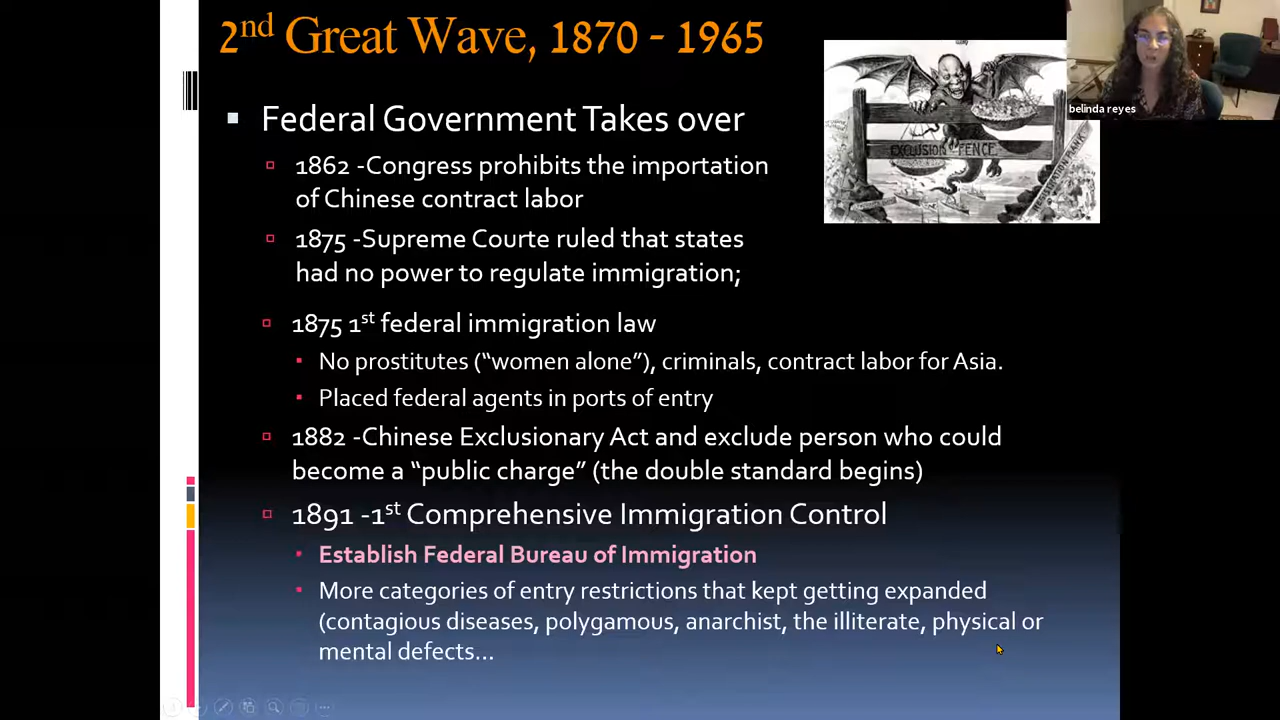 2nd Great Wave, 1870 - 1965
belinda reyes
Federal Government Takes over
EXCLUSION FENCE
1862 -Congress prohibits the importation
of Chinese contract labor
1875 -Supreme Courte ruled that states
had no power to regulate immigration;
1875 1st federal immigration law
No prostitutes (“women alone”), criminals, contract labor for Asia.
Placed federal agents in ports of entry
1882 -Chinese Exclusionary Act and exclude person who could
become a “public charge” (the double standard begins)
1891 -1st Comprehensive Immigration Control
Establish Federal Bureau of Immigration
More categories of entry restrictions that kept getting expanded
(contagious diseases, polygamous, anarchist, the illiterate, physical or
mental defects...